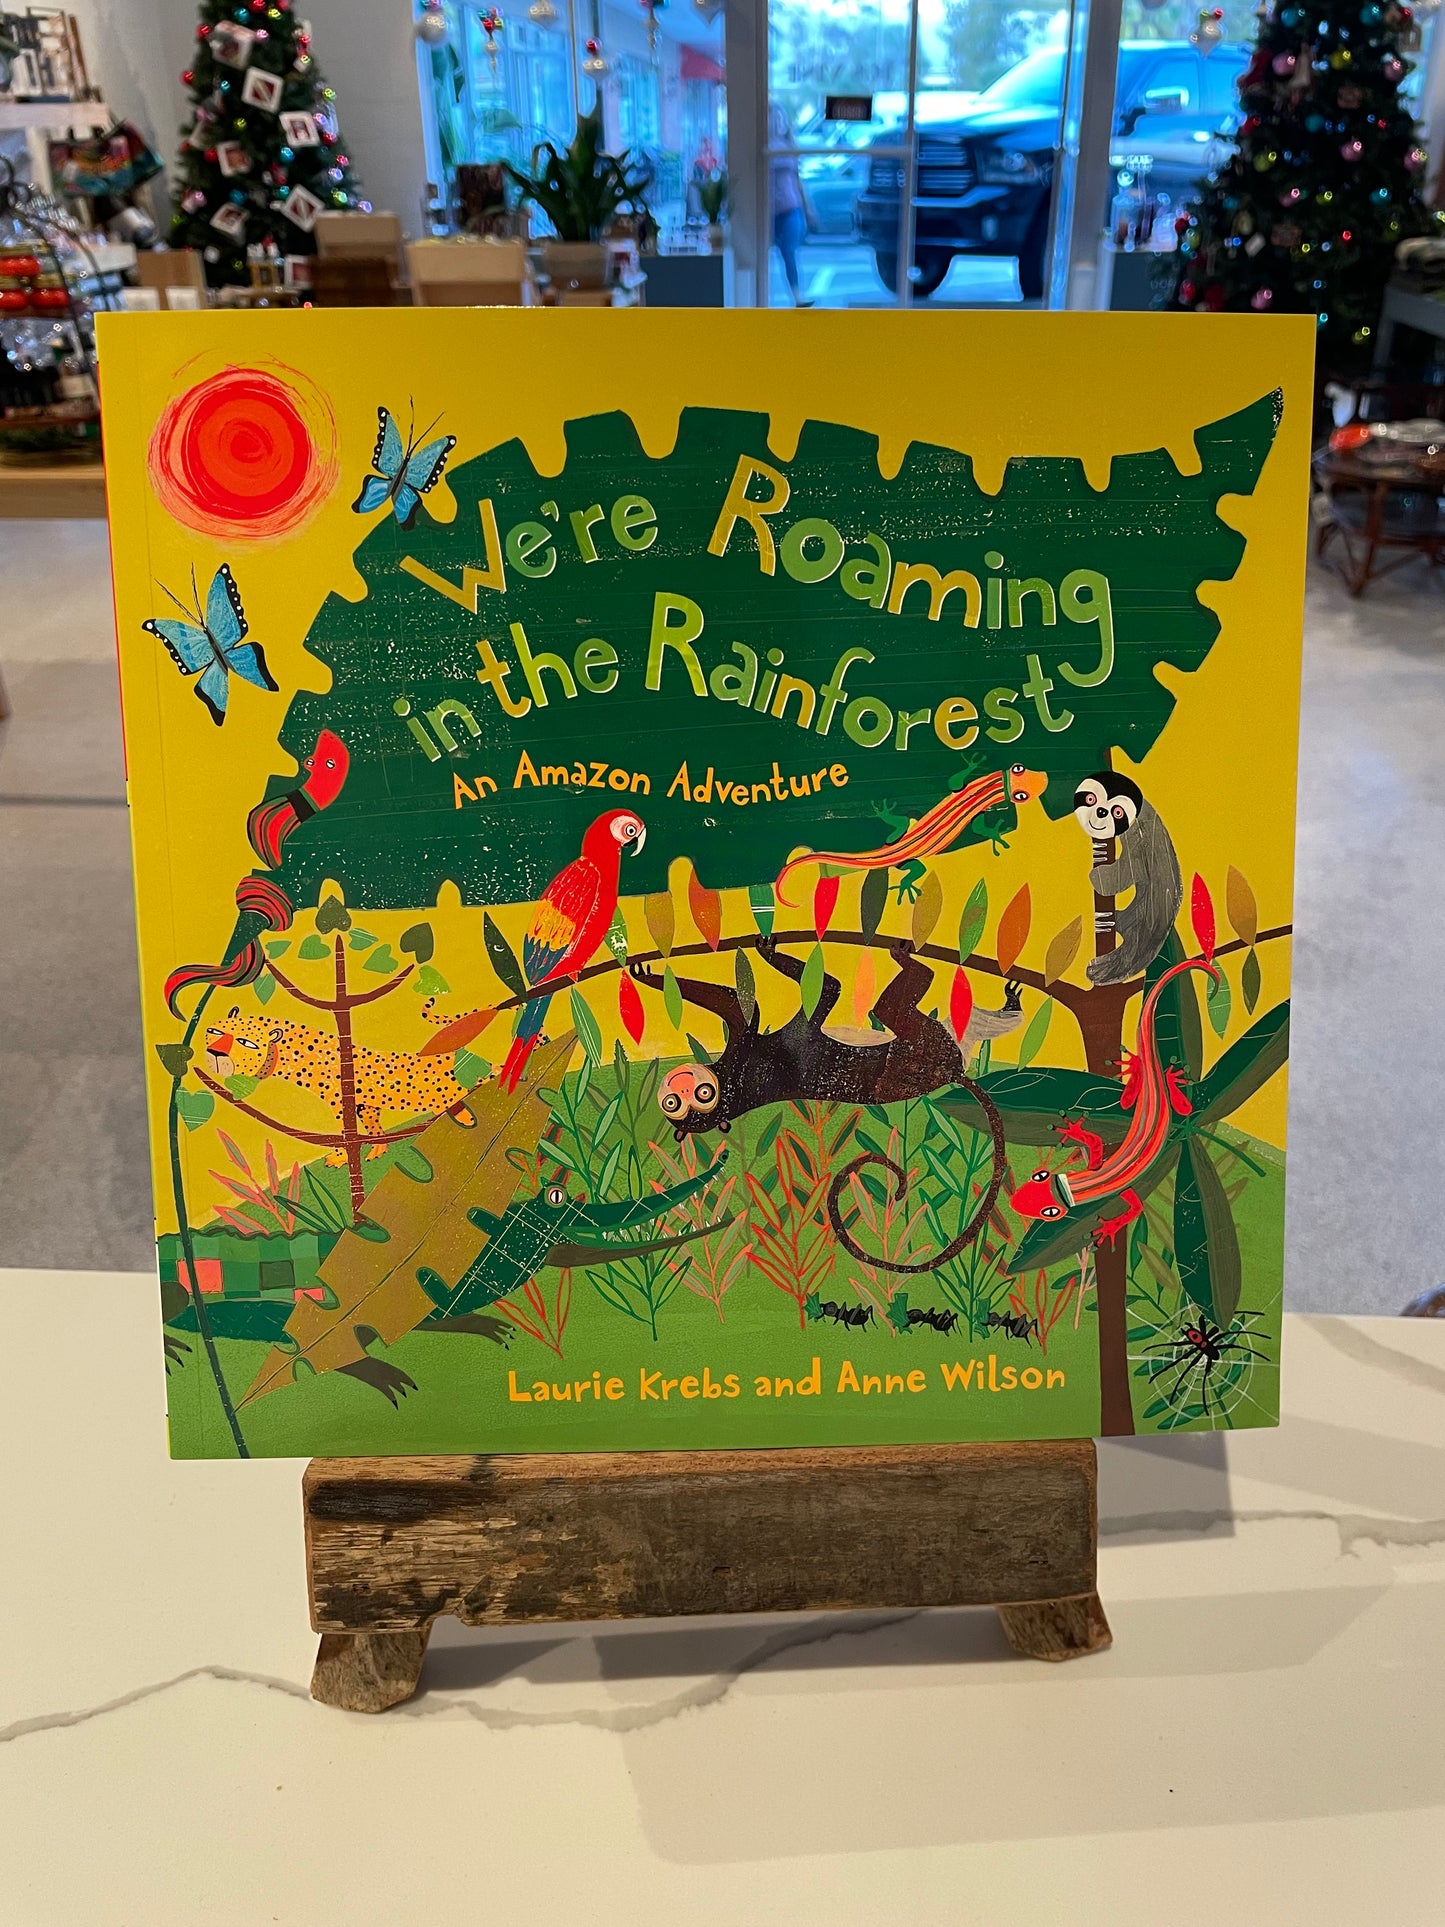 We're Roaming
in the Rainforest
An Amazon Adventure
Laurie Krebs and Anne Wilson